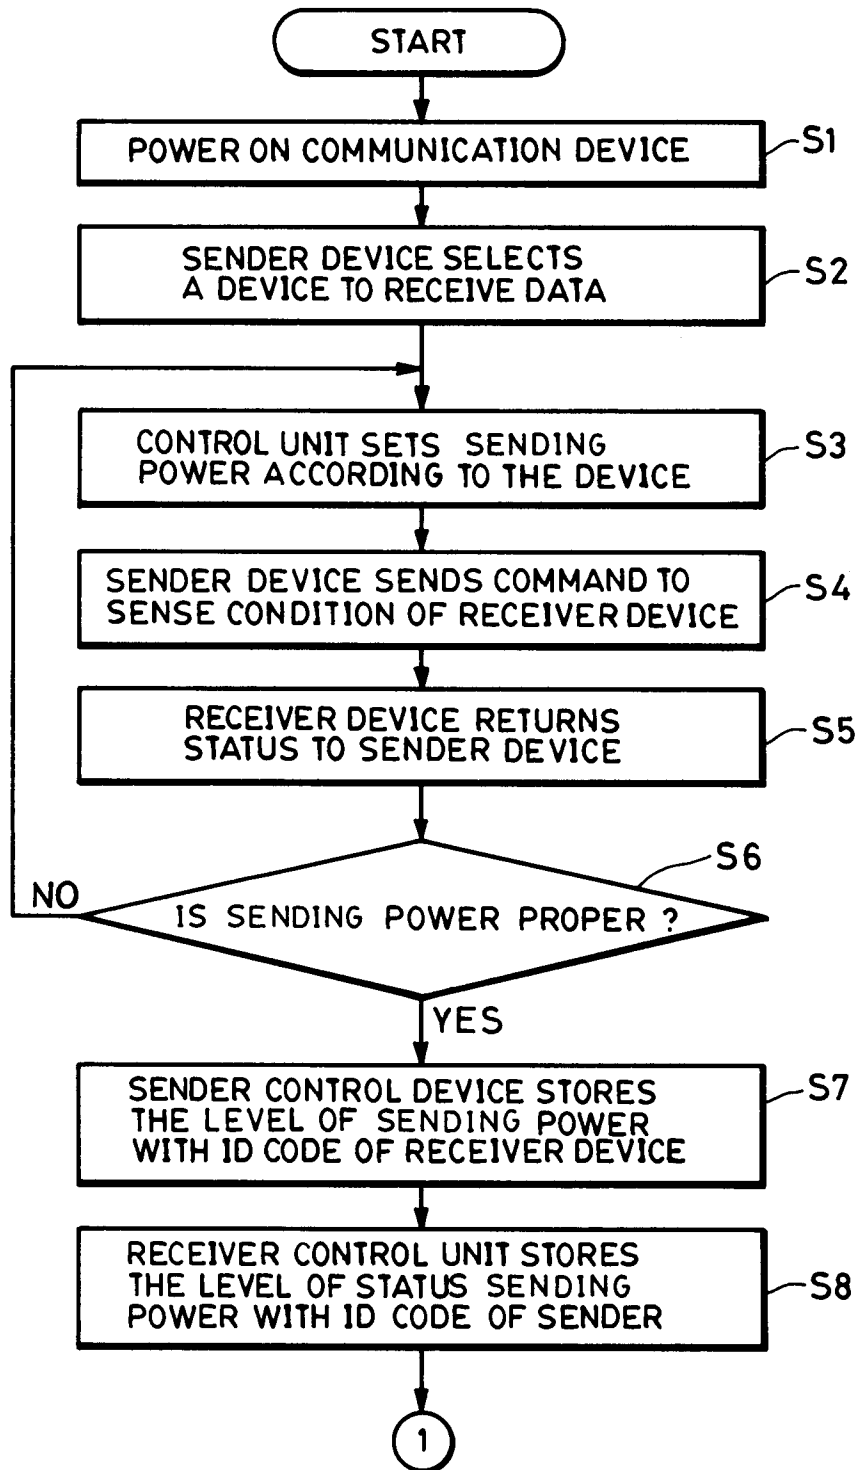 START
POWER ON COMMUNICATION DEVICE
S1
SENDER DEVICE SELECTS
A DEVICE TO RECEIVE DATA
S2
CONTROL UNIT SETS SENDING
POWER ACCORDING TO THE DEVICE
S3
SENDER DEVICE SENDS COMMAND TO
SENSE CONDITION OF RECEIVER DEVICE
S4
RECEIVER DEVICE RETURNS
STATUS TO SENDER DEVICE
S5
S6
NO
IS SENDING POWER PROPER ?
YES
SENDER CONTROL DEVICE STORES
THE LEVEL OF SENDING POWER
WITH ID CODE OF RECEIVER DEVICE
S7
RECEIVER CONTROL UNIT STORES
THE LEVEL OF STATUS SENDING
POWER WITH ID CODE OF SENDER
S8
1